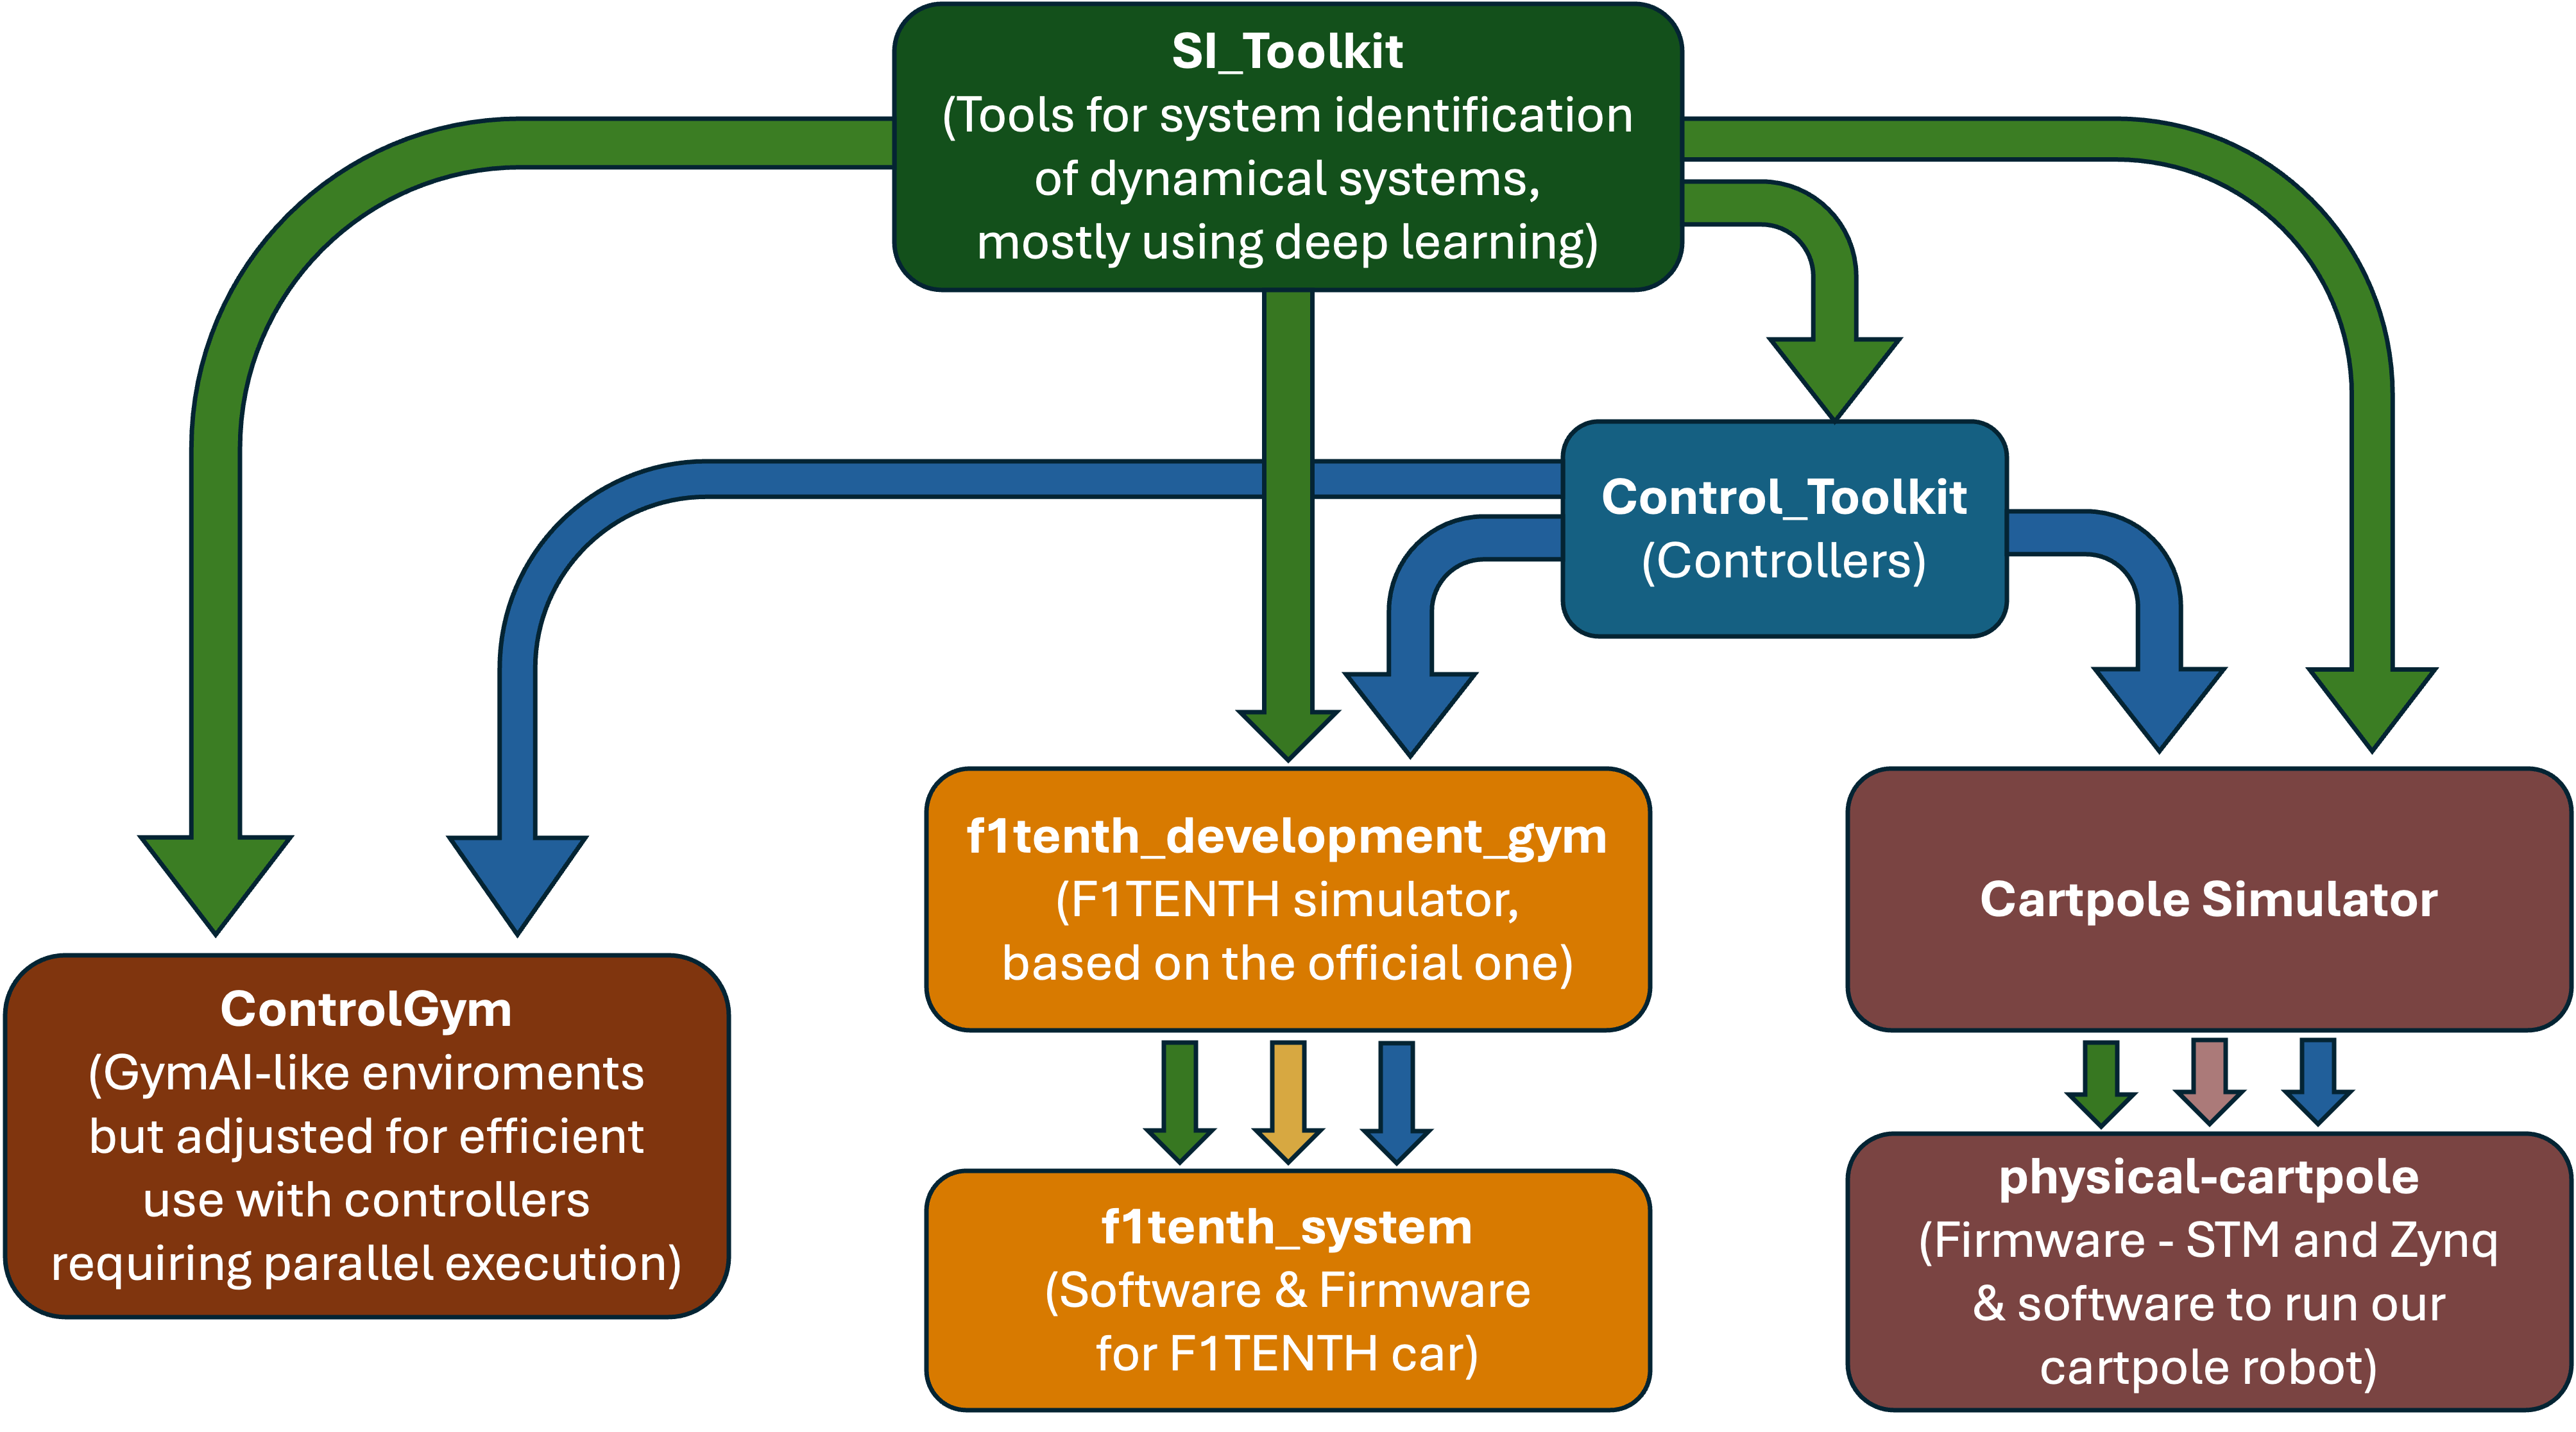 SI_Toolkit
(Tools for system identification
of dynamical systems,
mostly using deep learning)
Control_Toolkit
(Controllers)
f1tenth_development_gym
(F1TENTH simulator,
based on the official one)
Cartpole Simulator
ControlGym
(GymAI-like enviroments
but adjusted for efficient
use with controllers
requiring parallel execution)
f1tenth_system
(Software & Firmware
for F1TENTH car)
physical-cartpole
(Firmware - STM and Zynq
& software to run our
cartpole robot)